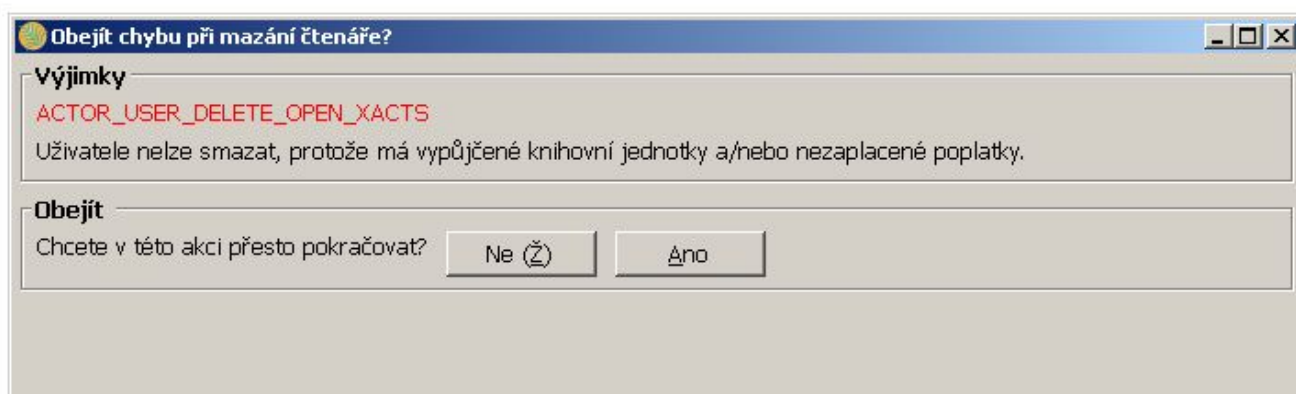 Obejít chybu při mazání čtenáře?
Výjimky
ACTOR_USER_DELETE_OPEN_XACTS
Uživatele nelze smazat, protože má vypůjčené knihovní jednotky a/nebo nezaplacené poplatky.
Obejít
Chcete v této akci přesto pokračovat? Ne (Ž) Ano